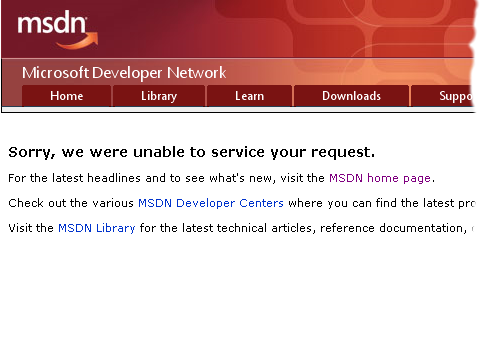 msdn
Microsoft Developer Network
Home Library Learn Downloads
Sorry, we were unable to service your request.
For the latest headlines and to see what's new, visit the MSDN home page.
Check out the various MSDN Developer Centers where you can find the latest
Visit the MSDN Library for the latest technical articles, reference documentation,